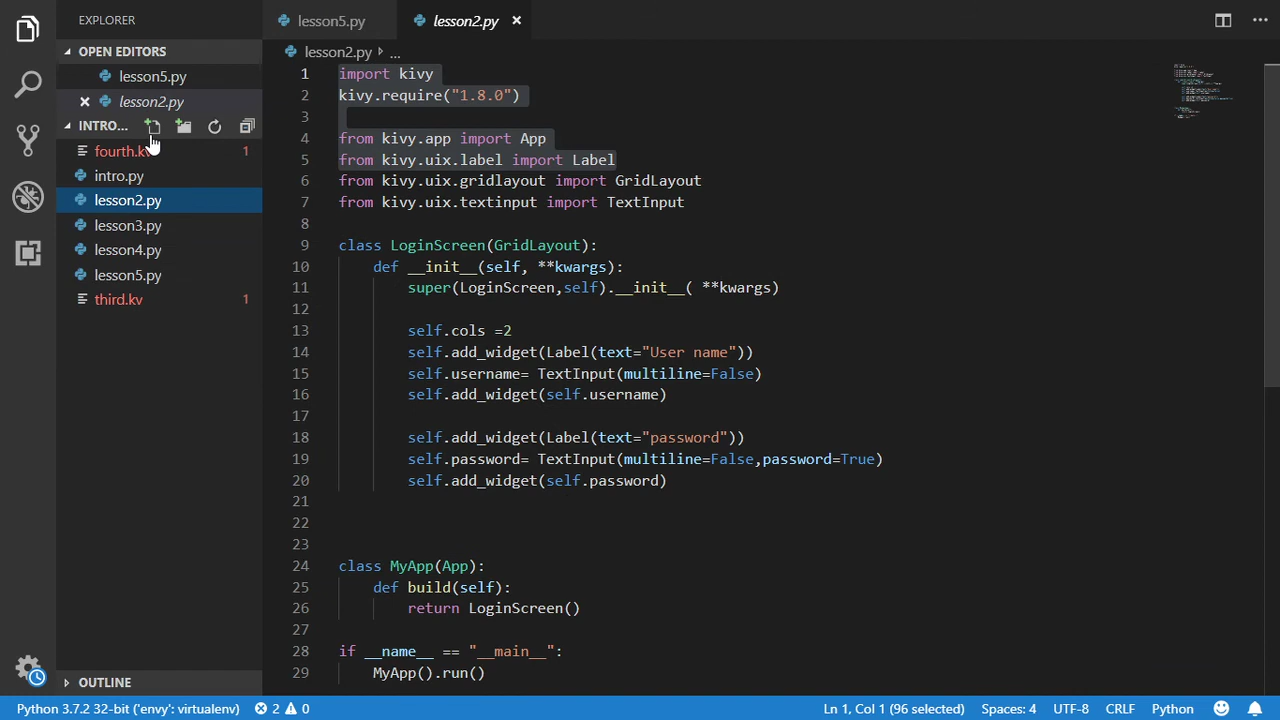 EXPLORER
OPEN EDITORS
lesson5.py
lesson2.py
INTRO...
fourth.kv 1
intro.py
lesson2.py
lesson3.py
lesson4.py
lesson5.py
third.kv 1
OUTLINE
lesson5.py lesson2.py
lesson2.py ...
1 import kivy
2 kivy.require("1.8.0")
3
4 from kivy.app import App
5 from kivy.uix.label import Label
6 from kivy.uix.gridlayout import GridLayout
7 from kivy.uix.textinput import TextInput
8
9 class LoginScreen(GridLayout):
10 def __init__(self, **kwargs):
11 super(LoginScreen,self).__init__( **kwargs)
12
13 self.cols =2
14 self.add_widget(Label(text="User name"))
15 self.username= TextInput(multiline=False)
16 self.add_widget(self.username)
17
18 self.add_widget(Label(text="password"))
19 self.password= TextInput(multiline=False,password=True)
20 self.add_widget(self.password)
21
22
23
24 class MyApp(App):
25 def build(self):
26 return LoginScreen()
27
28 if __name__ == "__main__":
29 MyApp().run()
Python 3.7.2 32-bit ('envy': virtualenv) 2 0 Ln 1, Col 1 (96 selected) Spaces: 4 UTF-8 CRLF Python